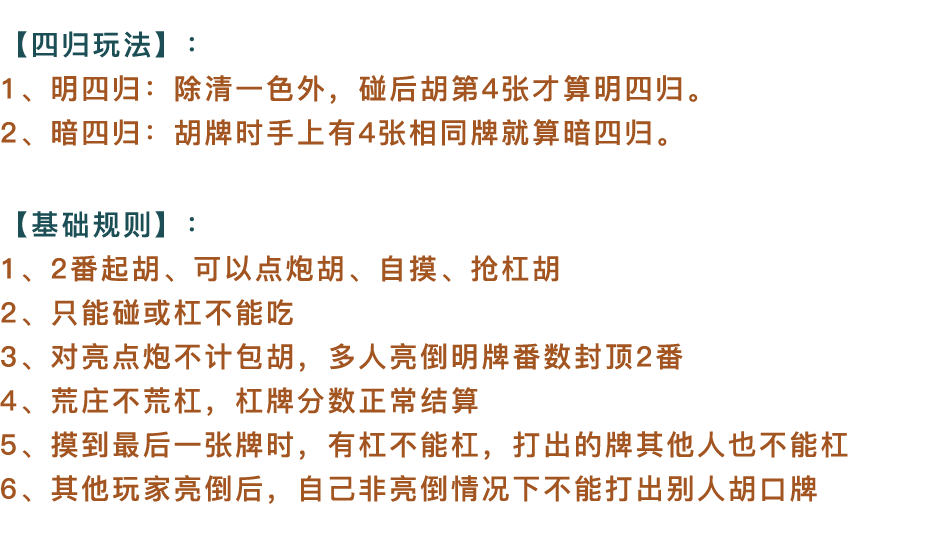 【四归玩法】：
1、明四归：除清一色外，碰后胡第4张才算明四归。
2、暗四归：胡牌时手上有4张相同牌就算暗四归。
【基础规则】：
1、2番起胡、可以点炮胡、自摸、抢杠胡
2、只能碰或杠不能吃
3、对亮点炮不计包胡，多人亮倒明牌番数封顶2番
4、荒庄不荒杠，杠牌分数正常结算
5、摸到最后一张牌时，有杠不能杠，打出的牌其他人也不能杠
6、其他玩家亮倒后，自己非亮倒情况下不能打出别人胡口牌